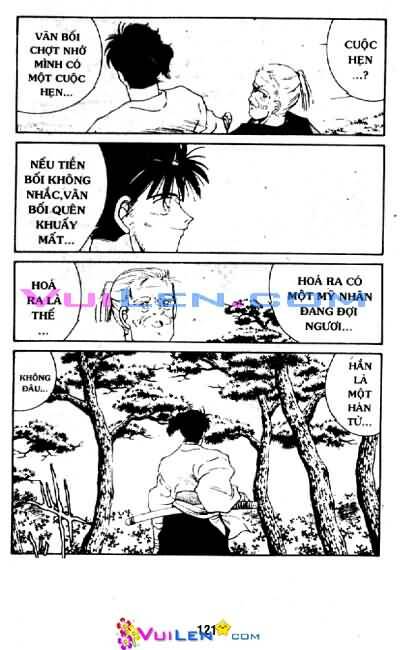 VÃN BỐI
CHỢT NHỚ
MÌNH CÓ
MỘT CUỘC
HẸN...
CUỘC
HẸN
...?
NẾU TIỀN
BỐI KHÔNG
NHẮC,VÃN
BỐI QUÊN
KHUẤY
MẤT...
HOÁ
RA LÀ
THẾ
...
HOÁ RA CÓ
MỘT MỸ NHÂN
ĐANG ĐỢI
NGƯƠI...
VuiLen.com
HẮN
LÀ
MỘT
HÀN
TỬ...
KHÔNG
ĐÂU...
121
VuiLen.com